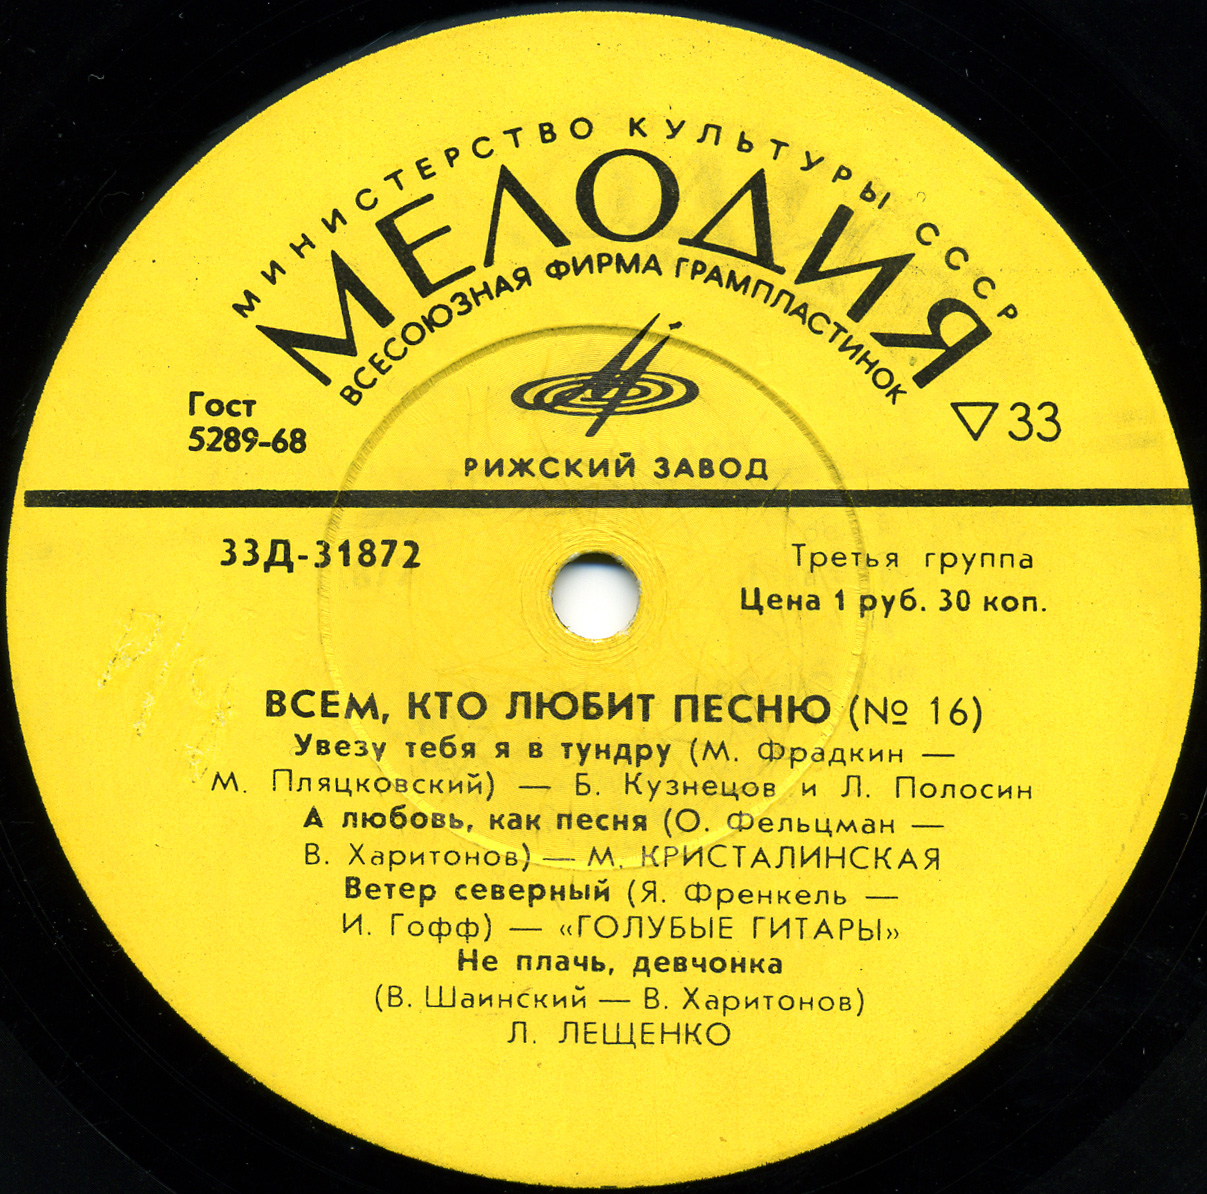 МИНИСТЕРСТВО КУЛЬТУРЫ СССР
МЕЛОДИЯ
ВСЕСОЮЗНАЯ ФИРМА ГРАМПЛАСТИНОК
Гост
5289-68
33
РИЖСКИЙ ЗАВОД
33Д-31872
Третья группа
Цена 1 руб. 30 коп.
ВСЕМ, КТО ЛЮБИТ ПЕСНЮ (№ 16)
Увезу тебя я в тундру (М. Фрадкин —
М. Пляцковский) — Б. Кузнецов и Л. Полосин
А любовь, как песня (О. Фельцман —
В. Харитонов) — М. КРИСТАЛИНСКАЯ
Ветер северный (Я. Френкель —
И. Гофф) — «ГОЛУБЫЕ ГИТАРЫ»
Не плачь, девчонка
(В. Шаинский — В. Харитонов)
Л. ЛЕЩЕНКО